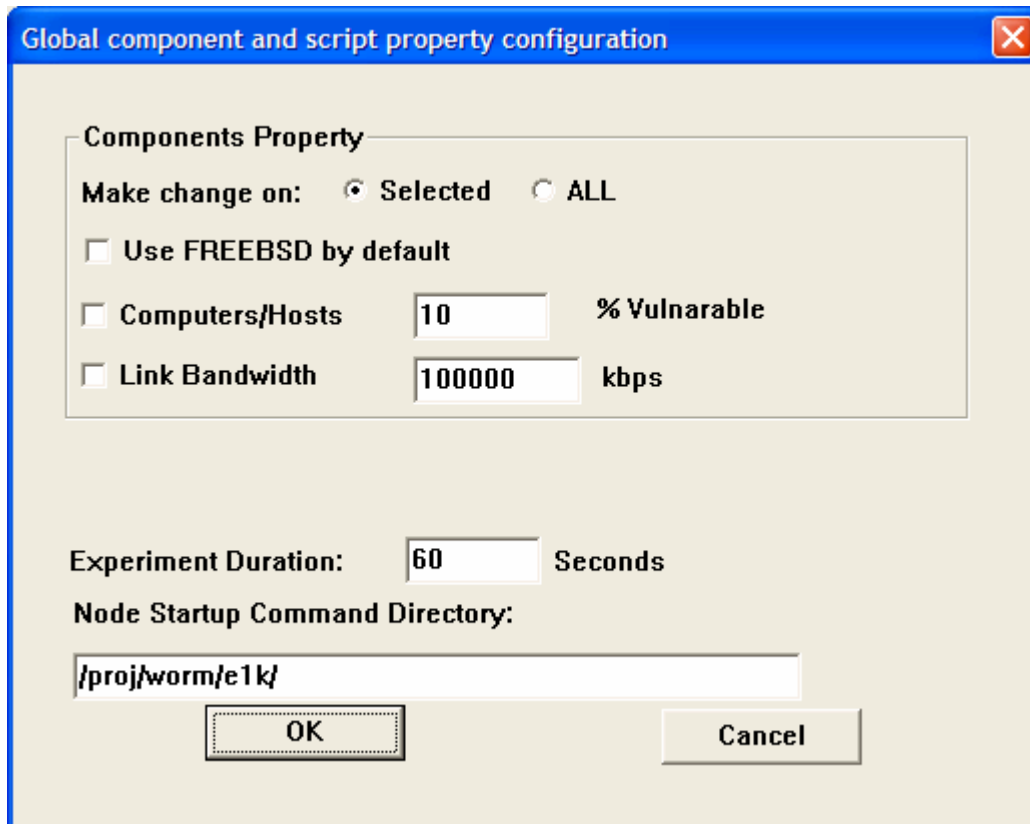 Global component and script property configuration
Components Property
Make change on: Selected ALL
Use FREEBSD by default
Computers/Hosts 10 % Vulnarable
Link Bandwidth 100000 kbps
Experiment Duration: 60 Seconds
Node Startup Command Directory:
/proj/worm/e1k/
OK Cancel